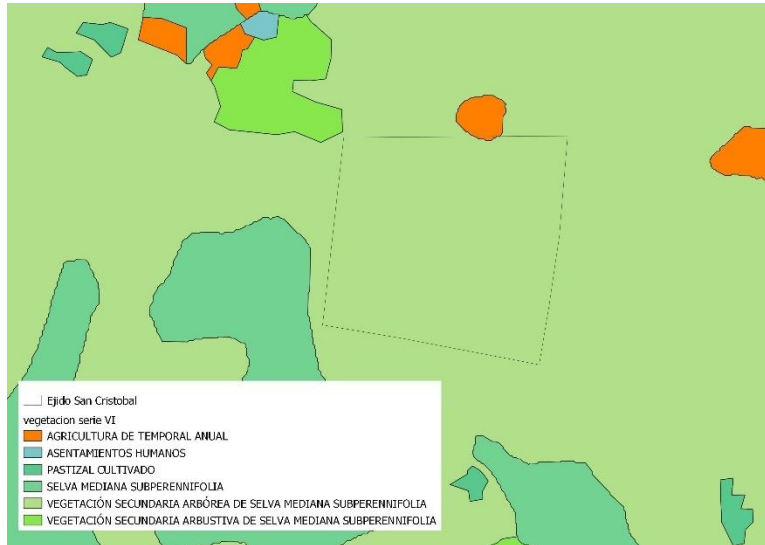 Ejido San Cristobal
vegetacion serie VI
AGRICULTURA DE TEMPORAL ANUAL
ASENTAMIENTOS HUMANOS
PASTIZAL CULTIVADO
SELVA MEDIANA SUBPERENNIFOLIA
VEGETACIÓN SECUNDARIA ARBÓREA DE SELVA MEDIANA SUBPERENNIFOLIA
VEGETACIÓN SECUNDARIA ARBUSTIVA DE SELVA MEDIANA SUBPERENNIFOLIA